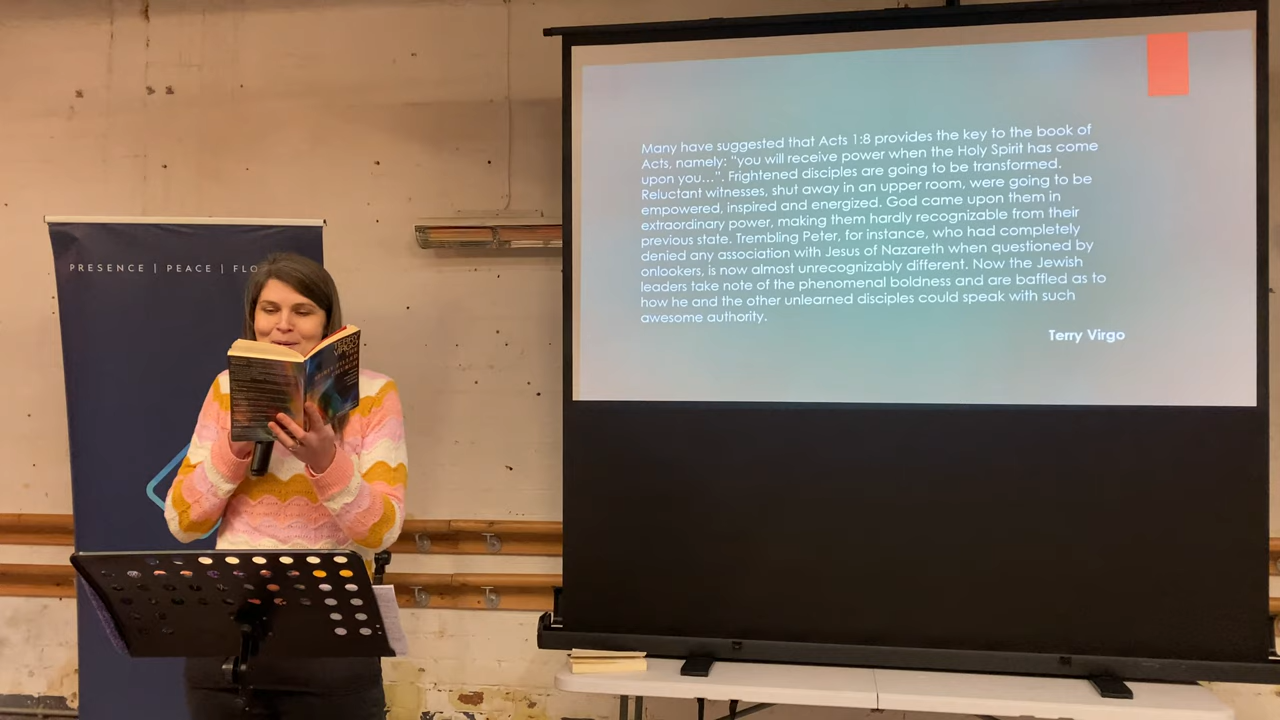 PRESENCE | PEACE | FLO
TERRY
VIRGO
CHURCH
Many have suggested that Acts 1:8 provides the key to the book of
Acts, namely: “you will receive power when the Holy Spirit has come
upon you…”. Frightened disciples are going to be transformed.
Reluctant witnesses, shut away in an upper room, were going to be
empowered, inspired and energized. God came upon them in
extraordinary power, making them hardly recognizable from their
previous state. Trembling Peter, for instance, who had completely
denied any association with Jesus of Nazareth when questioned by
onlookers, is now almost unrecognizably different. Now the Jewish
leaders take note of the phenomenal boldness and are baffled as to
how he and the other unlearned disciples could speak with such
awesome authority.
Terry Virgo